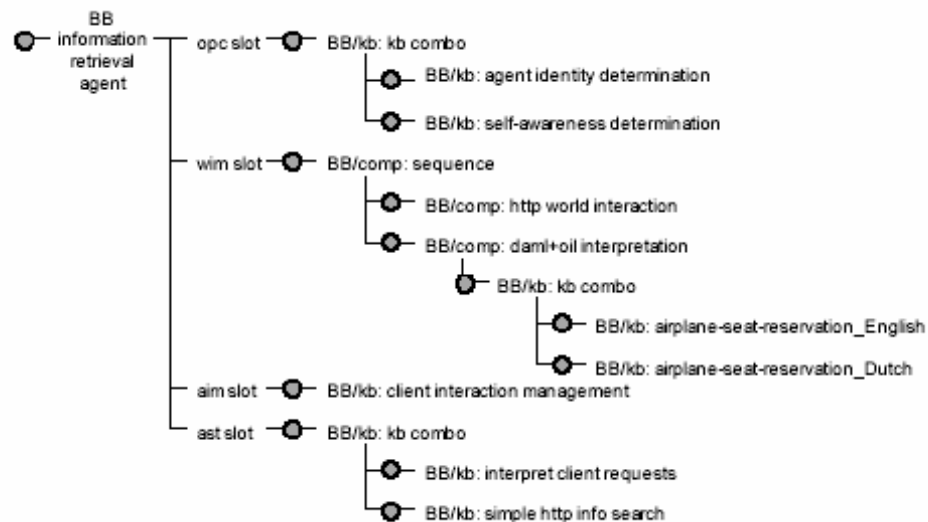 BB
information
retrieval
agent
opc slot
BB/kb: kb combo
BB/kb: agent identity determination
BB/kb: self-awareness determination
wim slot
BB/comp: sequence
BB/comp: http world interaction
BB/comp: daml+oil interpretation
BB/kb: kb combo
BB/kb: airplane-seat-reservation_English
BB/kb: airplane-seat-reservation_Dutch
aim slot
BB/kb: client interaction management
ast slot
BB/kb: kb combo
BB/kb: interpret client requests
BB/kb: simple http info search